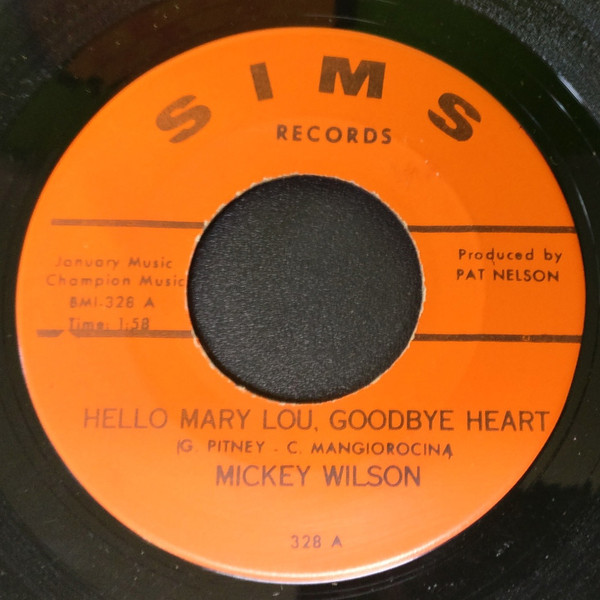 SIMS
RECORDS
January Music
Champion Music
BMI-328 A
Time: 1:58
Produced by
PAT NELSON
HELLO MARY LOU, GOODBYE HEART
(G. PITNEY - C. MANGIOROCINA)
MICKEY WILSON
328 A